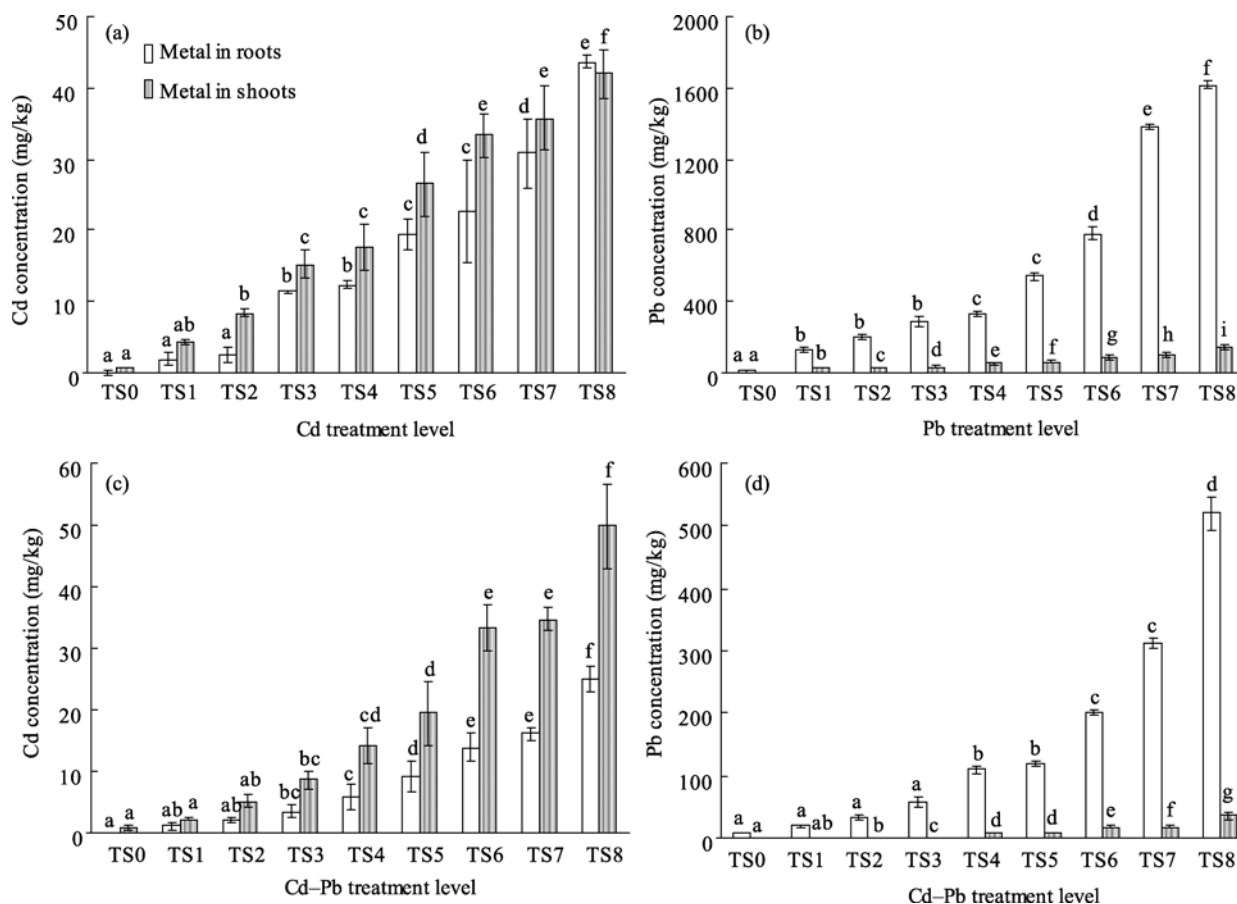 (a)
Metal in roots
Metal in shoots
Cd concentration (mg/kg)
50
40
30
20
10
0
a a a ab a b b c b c c d c e d e e f
TS0 TS1 TS2 TS3 TS4 TS5 TS6 TS7 TS8
Cd treatment level
(b)
Pb concentration (mg/kg)
2000
1600
1200
800
400
0
a a b b b c b d c e c f d g e h f i
TS0 TS1 TS2 TS3 TS4 TS5 TS6 TS7 TS8
Pb treatment level
(c)
Cd concentration (mg/kg)
60
50
40
30
20
10
0
a a ab a ab ab bc bc c cd d d e e e e f f
TS0 TS1 TS2 TS3 TS4 TS5 TS6 TS7 TS8
Cd–Pb treatment level
(d)
Pb concentration (mg/kg)
600
500
400
300
200
100
0
a a a ab a b a c b d b d c e c f d g
TS0 TS1 TS2 TS3 TS4 TS5 TS6 TS7 TS8
Cd–Pb treatment level